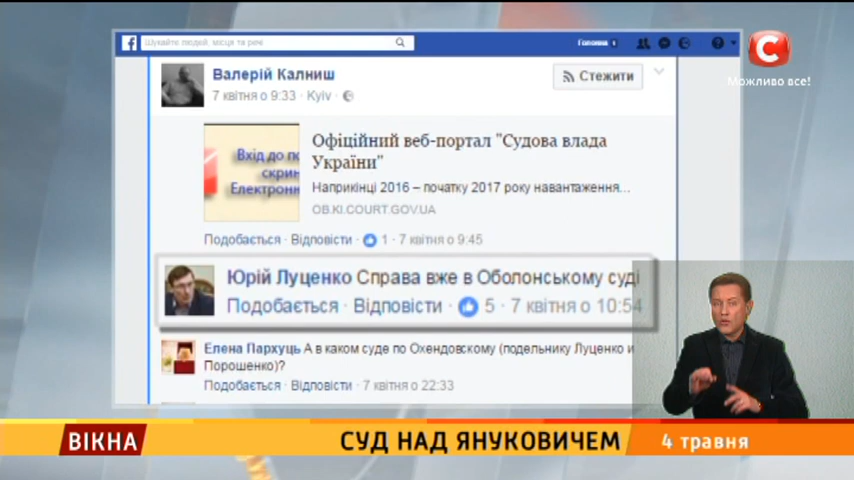 Шукайте людей, місця та речі
Головна 1
Можливо все!
Валерій Калниш
7 квітня о 9:33 · Kyiv ·
Стежити
Вхід до по
скрин
Електронн
Офіційний веб-портал "Судова влада
України"
Наприкінці 2016 – початку 2017 року навантаження...
OB.KI.COURT.GOV.UA
Подобається · Відповісти · 1 · 7 квітня о 9:45
Юрій Луценко Справа вже в Оболонському суді
Подобається · Відповісти · 5 · 7 квітня о 10:54
Елена Пархуць А в каком суде по Охендовскому (подельнику Луценко и
Порошенко)?
Подобається · Відповісти · 7 квітня о 22:33
ВІКНА
СУД НАД ЯНУКОВИЧЕМ
4 травня